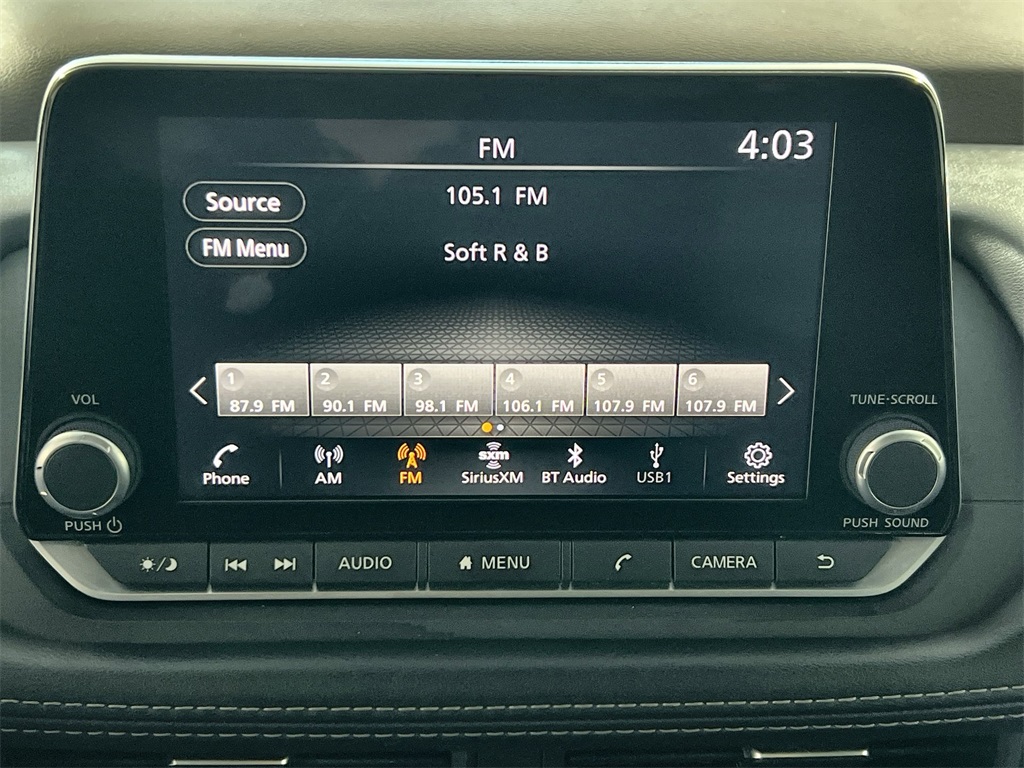 FM
4:03
Source
105.1 FM
FM Menu
Soft R & B
1 2 3 4 5 6
87.9 FM 90.1 FM 98.1 FM 106.1 FM 107.9 FM 107.9 FM
VOL
TUNE·SCROLL
sxm
Phone AM FM SiriusXM BT Audio USB1 Settings
PUSH
PUSH SOUND
AUDIO MENU CAMERA